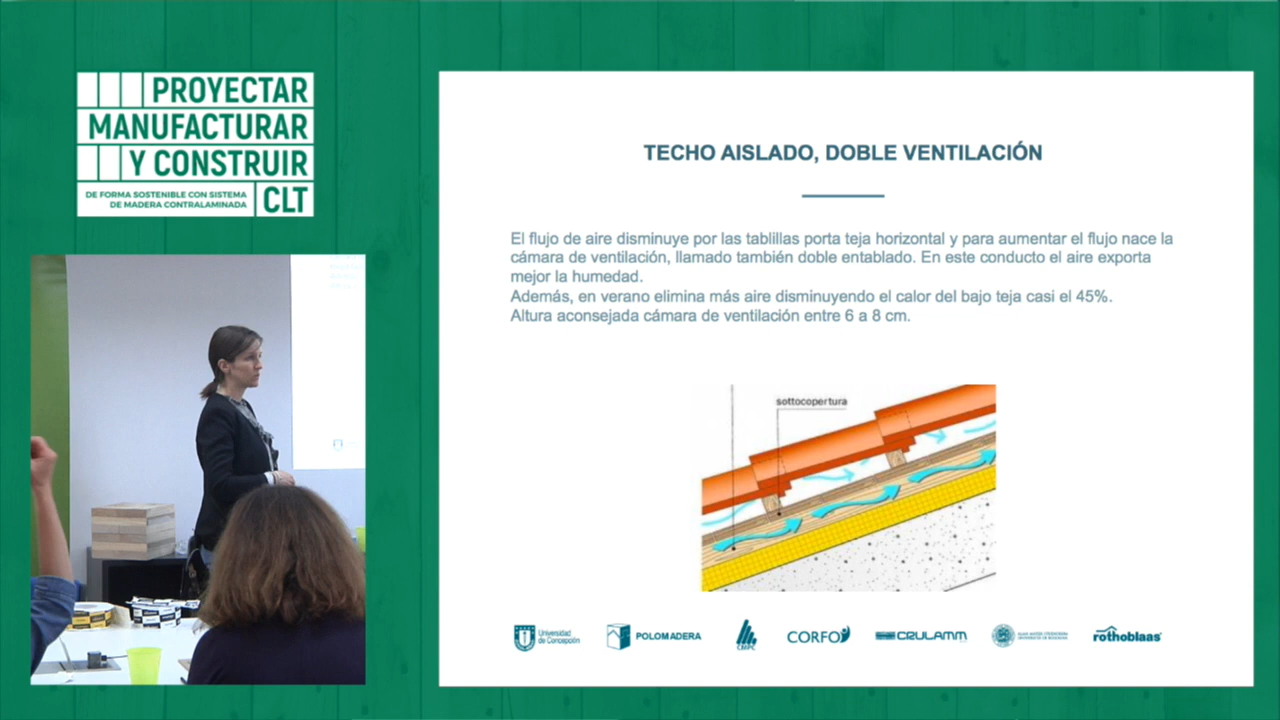 PROYECTAR
MANUFACTURAR
Y CONSTRUIR
DE FORMA SOSTENIBLE CON SISTEMA
DE MADERA CONTRALAMINADA
CLT
TECHO AISLADO, DOBLE VENTILACIÓN
El flujo de aire disminuye por las tablillas porta teja horizontal y para aumentar el flujo nace la
cámara de ventilación, llamado también doble entablado. En este conducto el aire exporta
mejor la humedad.
Además, en verano elimina más aire disminuyendo el calor del bajo teja casi el 45%.
Altura aconsejada cámara de ventilación entre 6 a 8 cm.
sottocopertura
Universidad
de Concepción
POLOMADERA
CMPC
CORFO
CRULAMM
rothoblaas